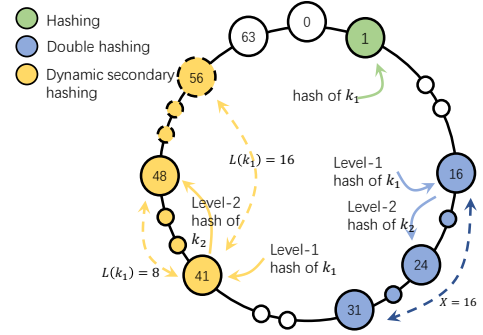 Hashing
Double hashing
Dynamic secondary
hashing
63
0
1
56
hash of k₁
L(k₁) = 16
48
Level-1
hash of k₁
16
Level-2
hash of
k₂
Level-2
hash of k₂
Level-1
hash of k₁
24
L(k₁) = 8
41
31
X = 16